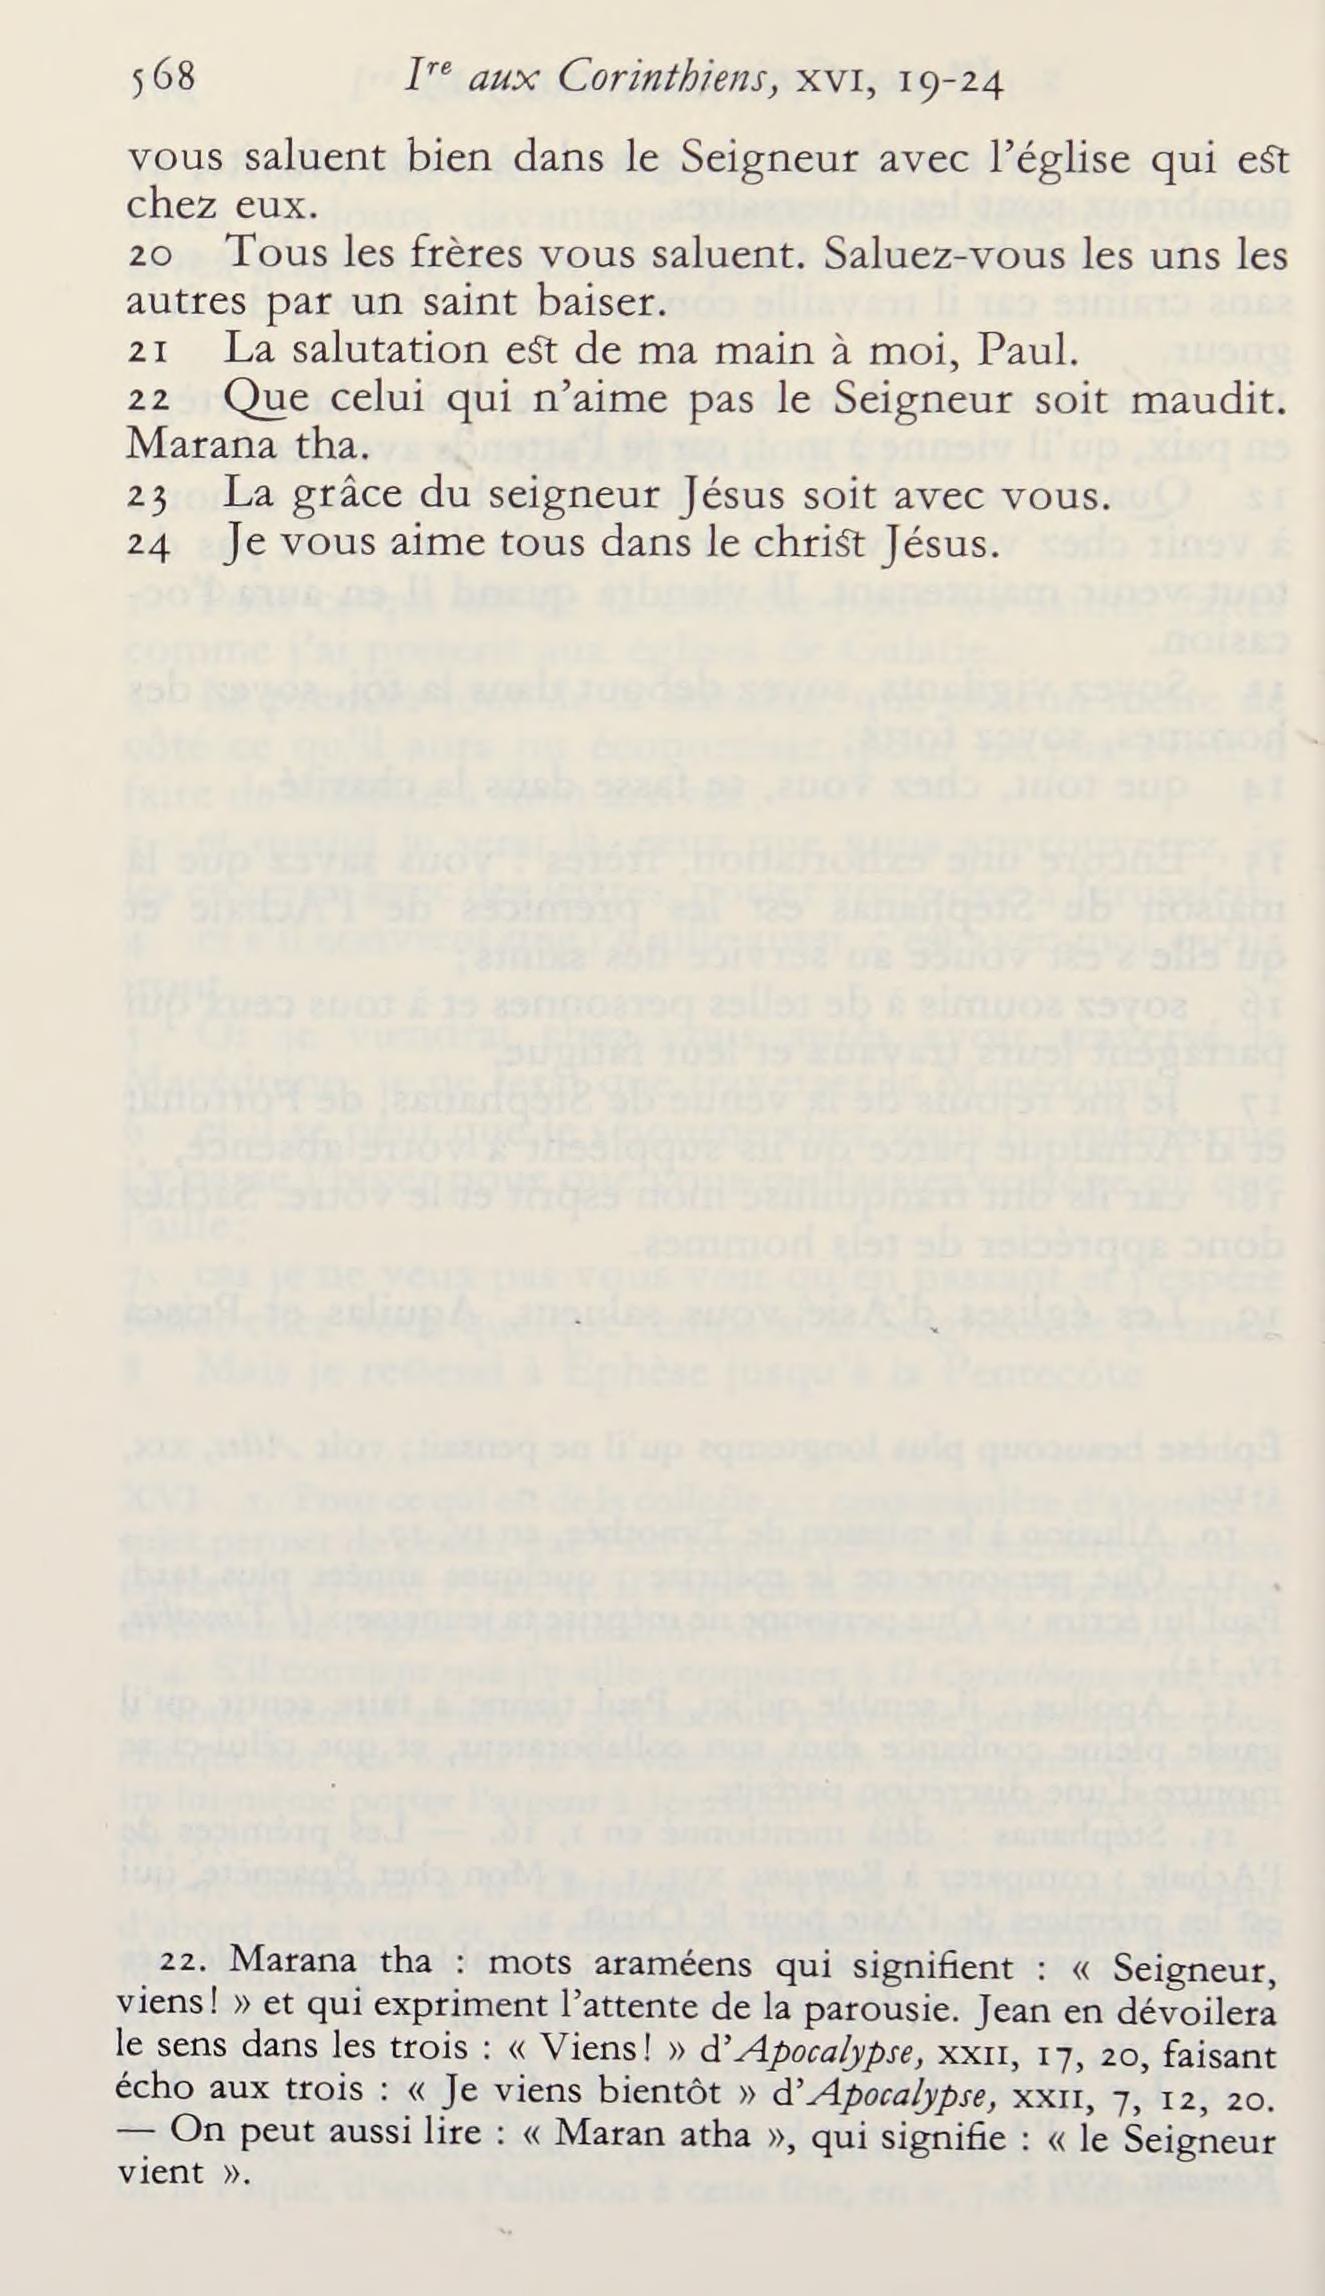 568 Iʳᵉ aux Corinthiens, XVI, 19-24
vous saluent bien dans le Seigneur avec l’église qui est
chez eux.
20 Tous les frères vous saluent. Saluez-vous les uns les
autres par un saint baiser.
21 La salutation est de ma main à moi, Paul.
22 Que celui qui n’aime pas le Seigneur soit maudit.
Marana tha.
23 La grâce du seigneur Jésus soit avec vous.
24 Je vous aime tous dans le christ Jésus.
22. Marana tha : mots araméens qui signifient : « Seigneur,
viens! » et qui expriment l’attente de la parousie. Jean en dévoilera
le sens dans les trois : « Viens! » d’Apocalypse, XXII, 17, 20, faisant
écho aux trois : « Je viens bientôt » d’Apocalypse, XXII, 7, 12, 20.
— On peut aussi lire : « Maran atha », qui signifie : « le Seigneur
vient ».